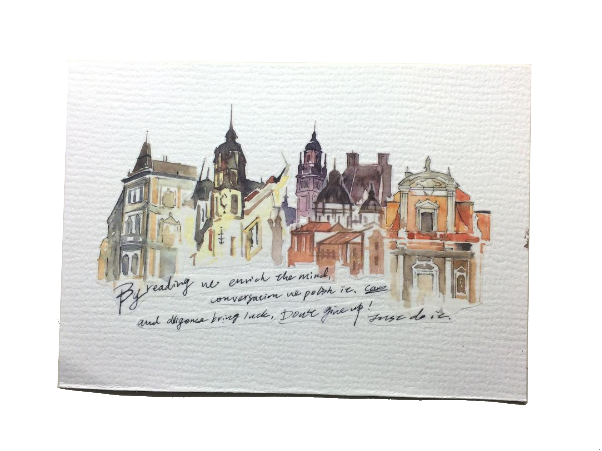 By reading we enrich the mind,
conversation we polish it.
and diligence bring luck, Don't give up! Just do it.